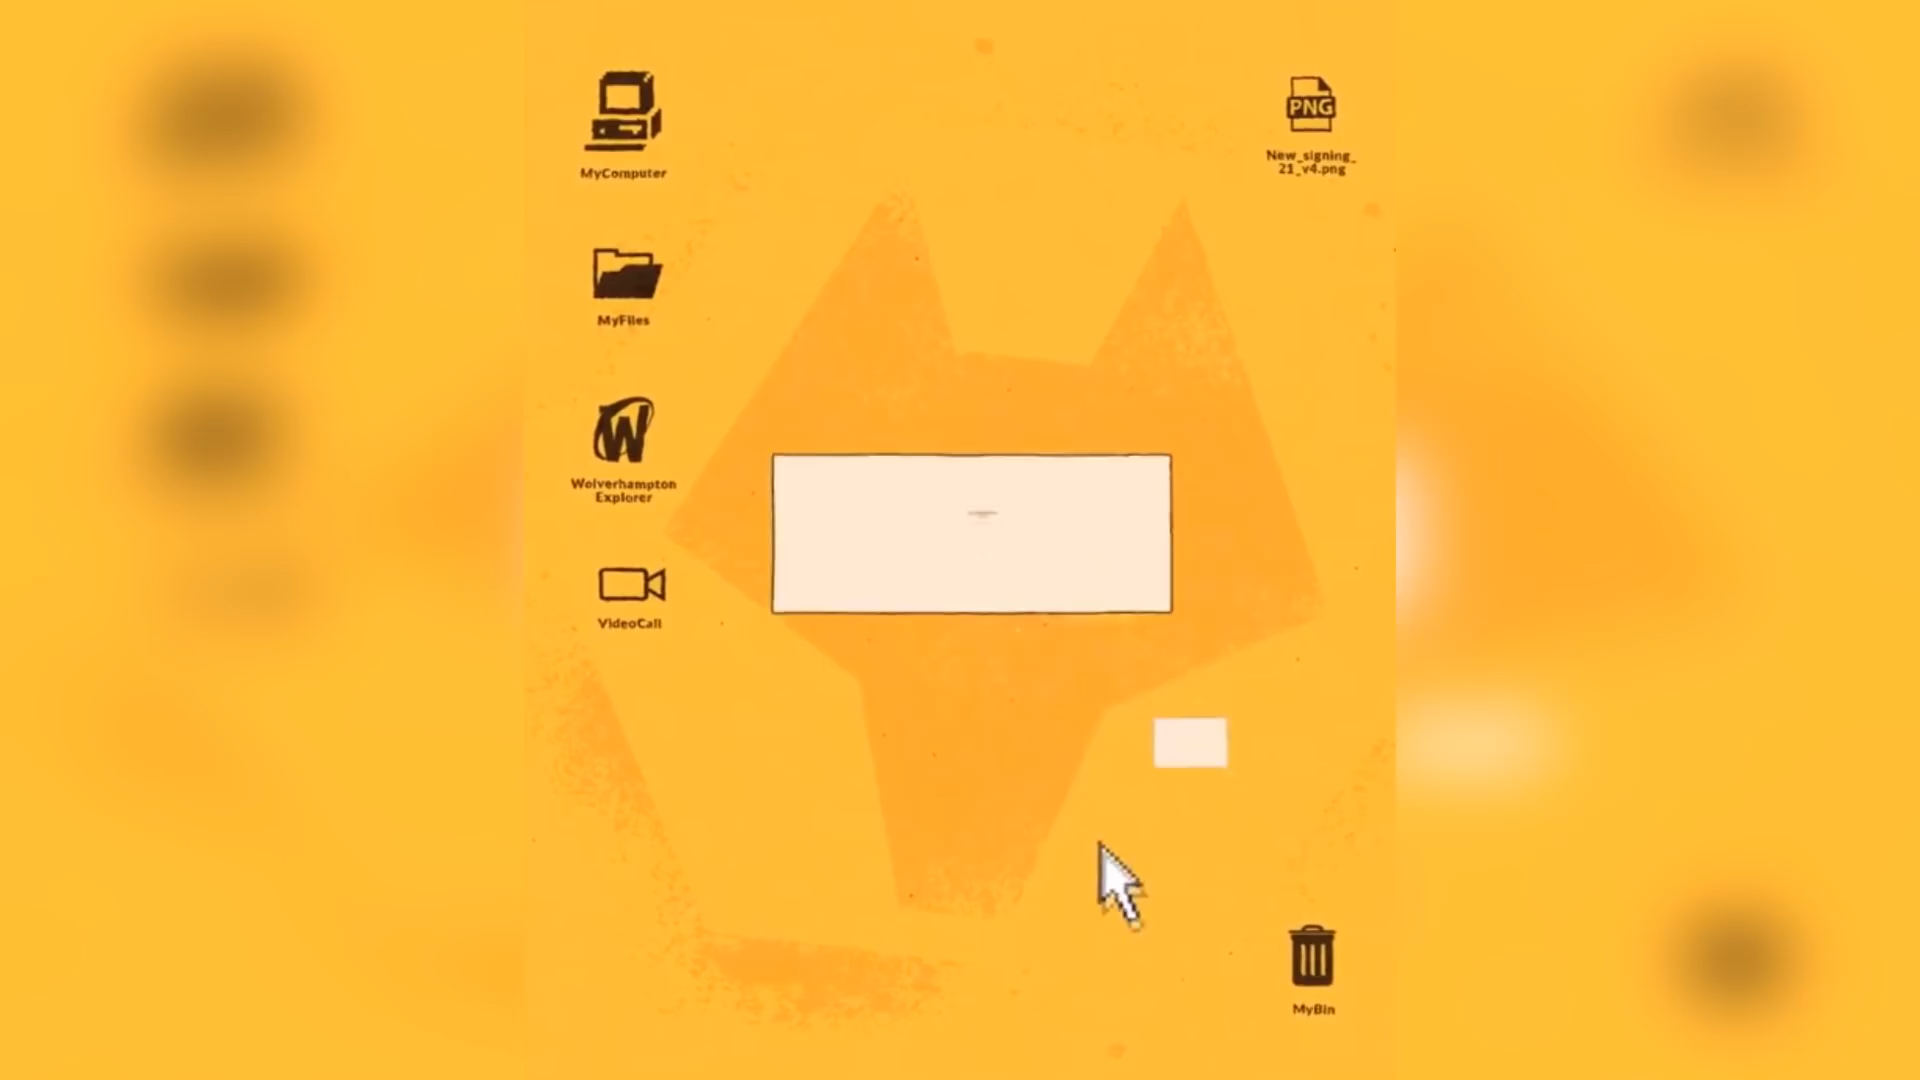 MyComputer
PNG
New_signing_
21_v4.png
MyFiles
W
Wolverhampton
Explorer
VideoCall
MyBin